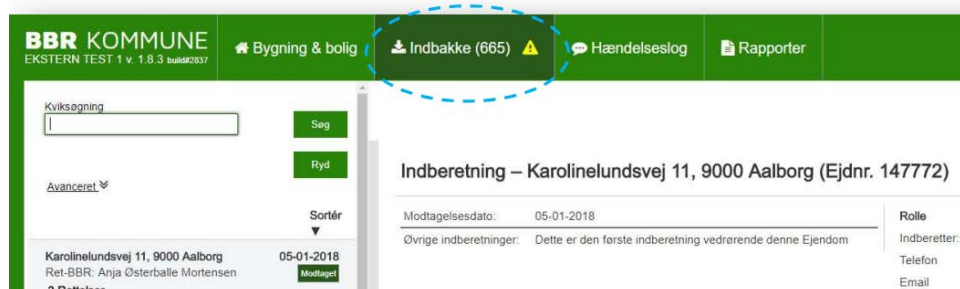 BBR KOMMUNE
EKSTERN TEST 1 v. 1.8.3 build#2837
Bygning & bolig
Indbakke (665)
Hændelseslog
Rapporter
Kviksøgning
Søg
Ryd
Avanceret
Sortér
Karolinelundsvej 11, 9000 Aalborg 05-01-2018
Ret-BBR: Anja Østerballe Mortensen Modtaget
2 Rettelser
Indberetning – Karolinelundsvej 11, 9000 Aalborg (Ejdnr. 147772)
Modtagelsesdato: 05-01-2018
Øvrige indberetninger: Dette er den første indberetning vedrørende denne Ejendom
Rolle
Indberetter:
Telefon
Email